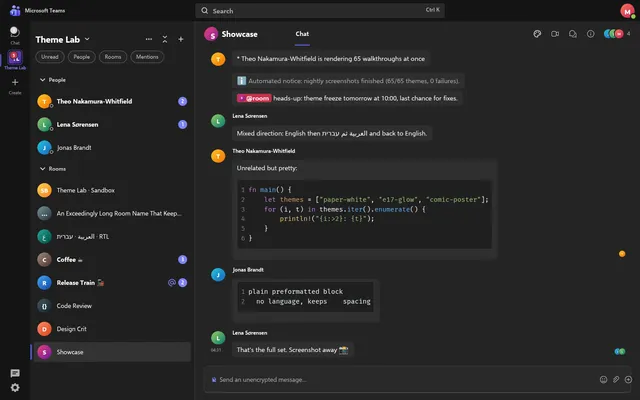 Microsoft Teams
Search
Ctrl K
M
Chat
Theme Lab
Create
Theme Lab
Unread
People
Rooms
Mentions
People
T
Theo Nakamura-Whitfield
2
L
Lena Sørensen
1
J
Jonas Brandt
Rooms
SB
Theme Lab · Sandbox
An Exceedingly Long Room Name That Keep...
ع
العربية · עברית · RTL
C
Coffee ☕
1
R
Release Train 🚂
@
2
{}
Code Review
D
Design Crit
S
Showcase
S
Showcase
Chat
4
* Theo Nakamura-Whitfield is rendering 65 walkthroughs at once
ℹ️ Automated notice: nightly screenshots finished (65/65 themes, 0 failures).
@room heads-up: theme freeze tomorrow at 10:00, last chance for fixes.
Lena Sørensen
Mixed direction: English then العربية ثم עברית and back to English.
Theo Nakamura-Whitfield
Unrelated but pretty:
1 fn main() {
2     let themes = ["paper-white", "e17-glow", "comic-poster"];
3     for (i, t) in themes.iter().enumerate() {
4         println!("{i:>2}: {t}");
5     }
6 }
Jonas Brandt
1 plain preformatted block
2   no language, keeps    spacing
Lena Sørensen
That's the full set. Screenshot away 📸
Send an unencrypted message...